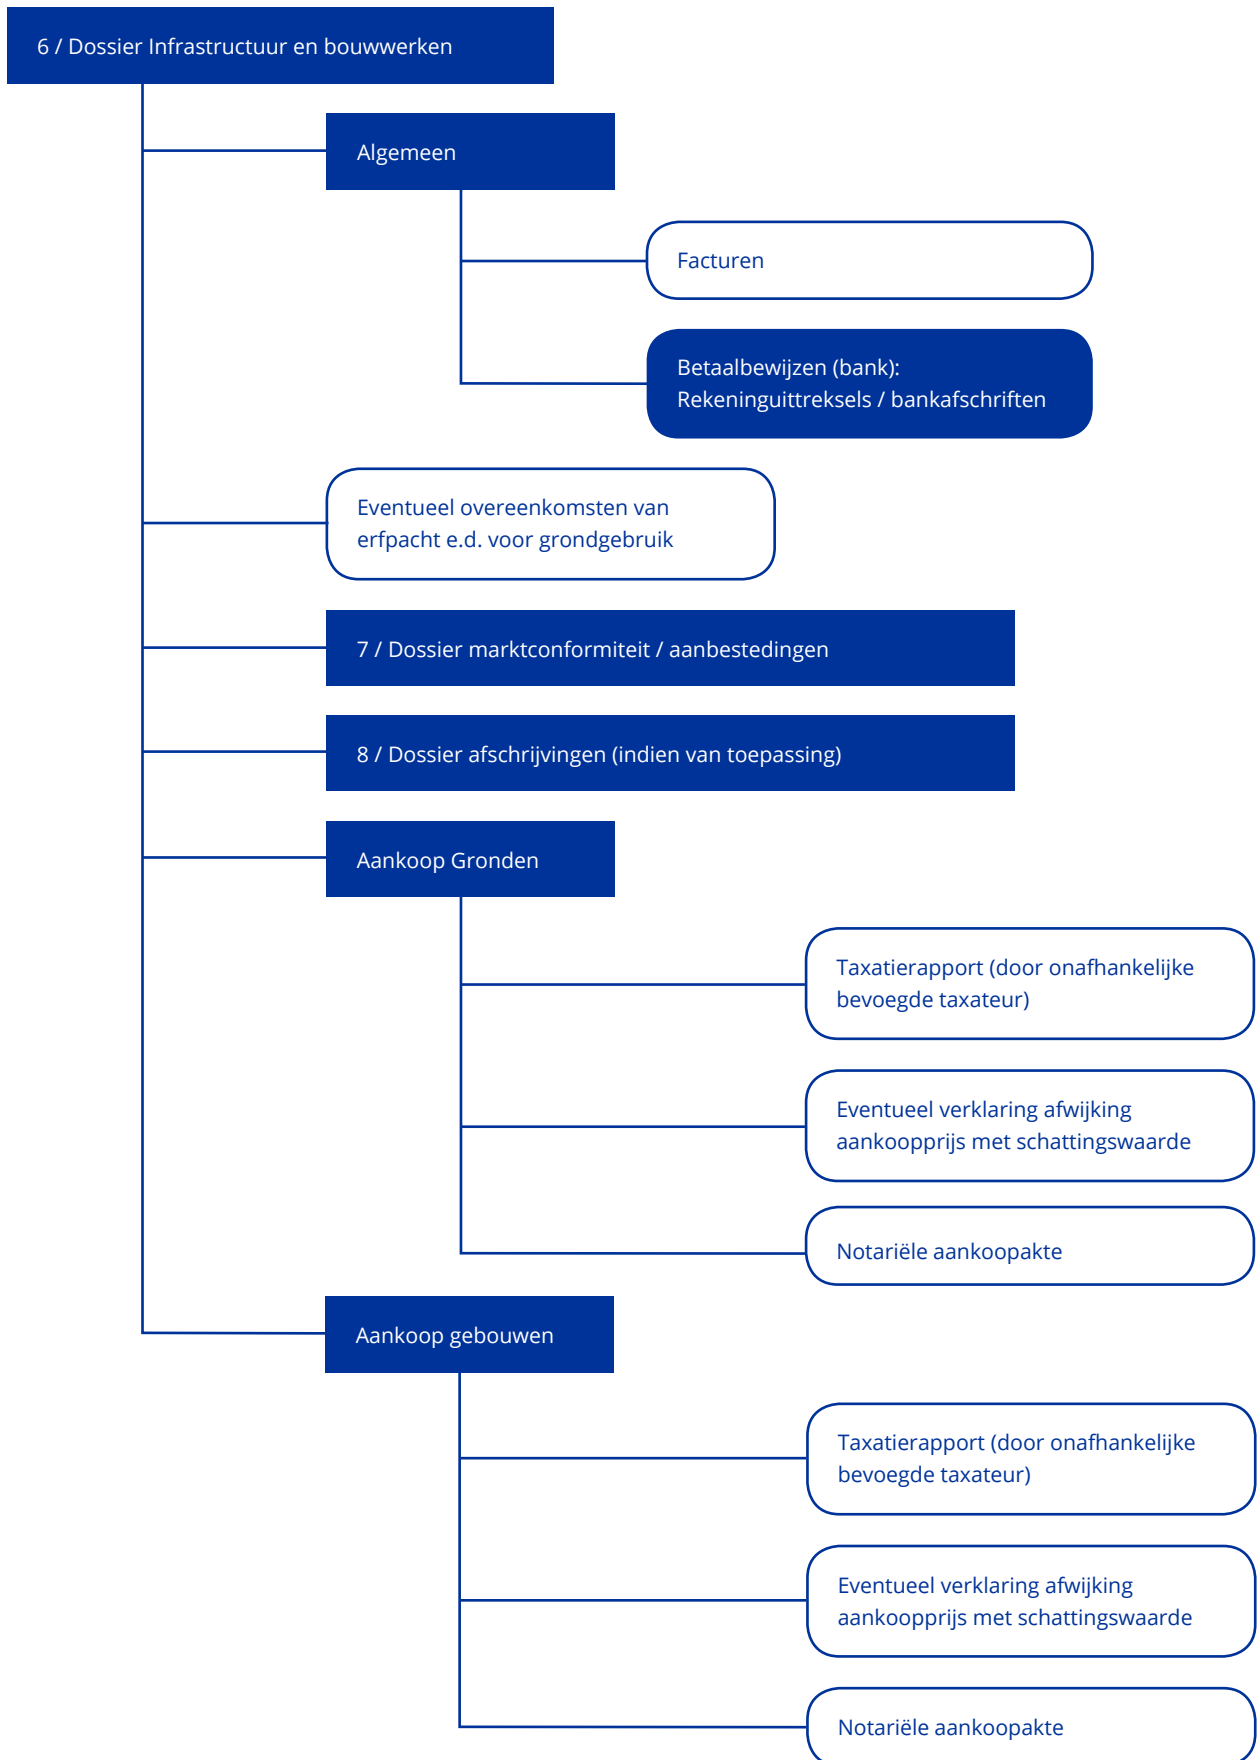 6 / Dossier Infrastructuur en bouwwerken
Algemeen
Facturen
Betaalbewijzen (bank):
Rekeninguittreksels / bankafschriften
Eventueel overeenkomsten van
erfpacht e.d. voor grondgebruik
7 / Dossier marktconformiteit / aanbestedingen
8 / Dossier afschrijvingen (indien van toepassing)
Aankoop Gronden
Taxatierapport (door onafhankelijke
bevoegde taxateur)
Eventueel verklaring afwijking
aankoopprijs met schattingswaarde
Notariële aankoopakte
Aankoop gebouwen
Taxatierapport (door onafhankelijke
bevoegde taxateur)
Eventueel verklaring afwijking
aankoopprijs met schattingswaarde
Notariële aankoopakte